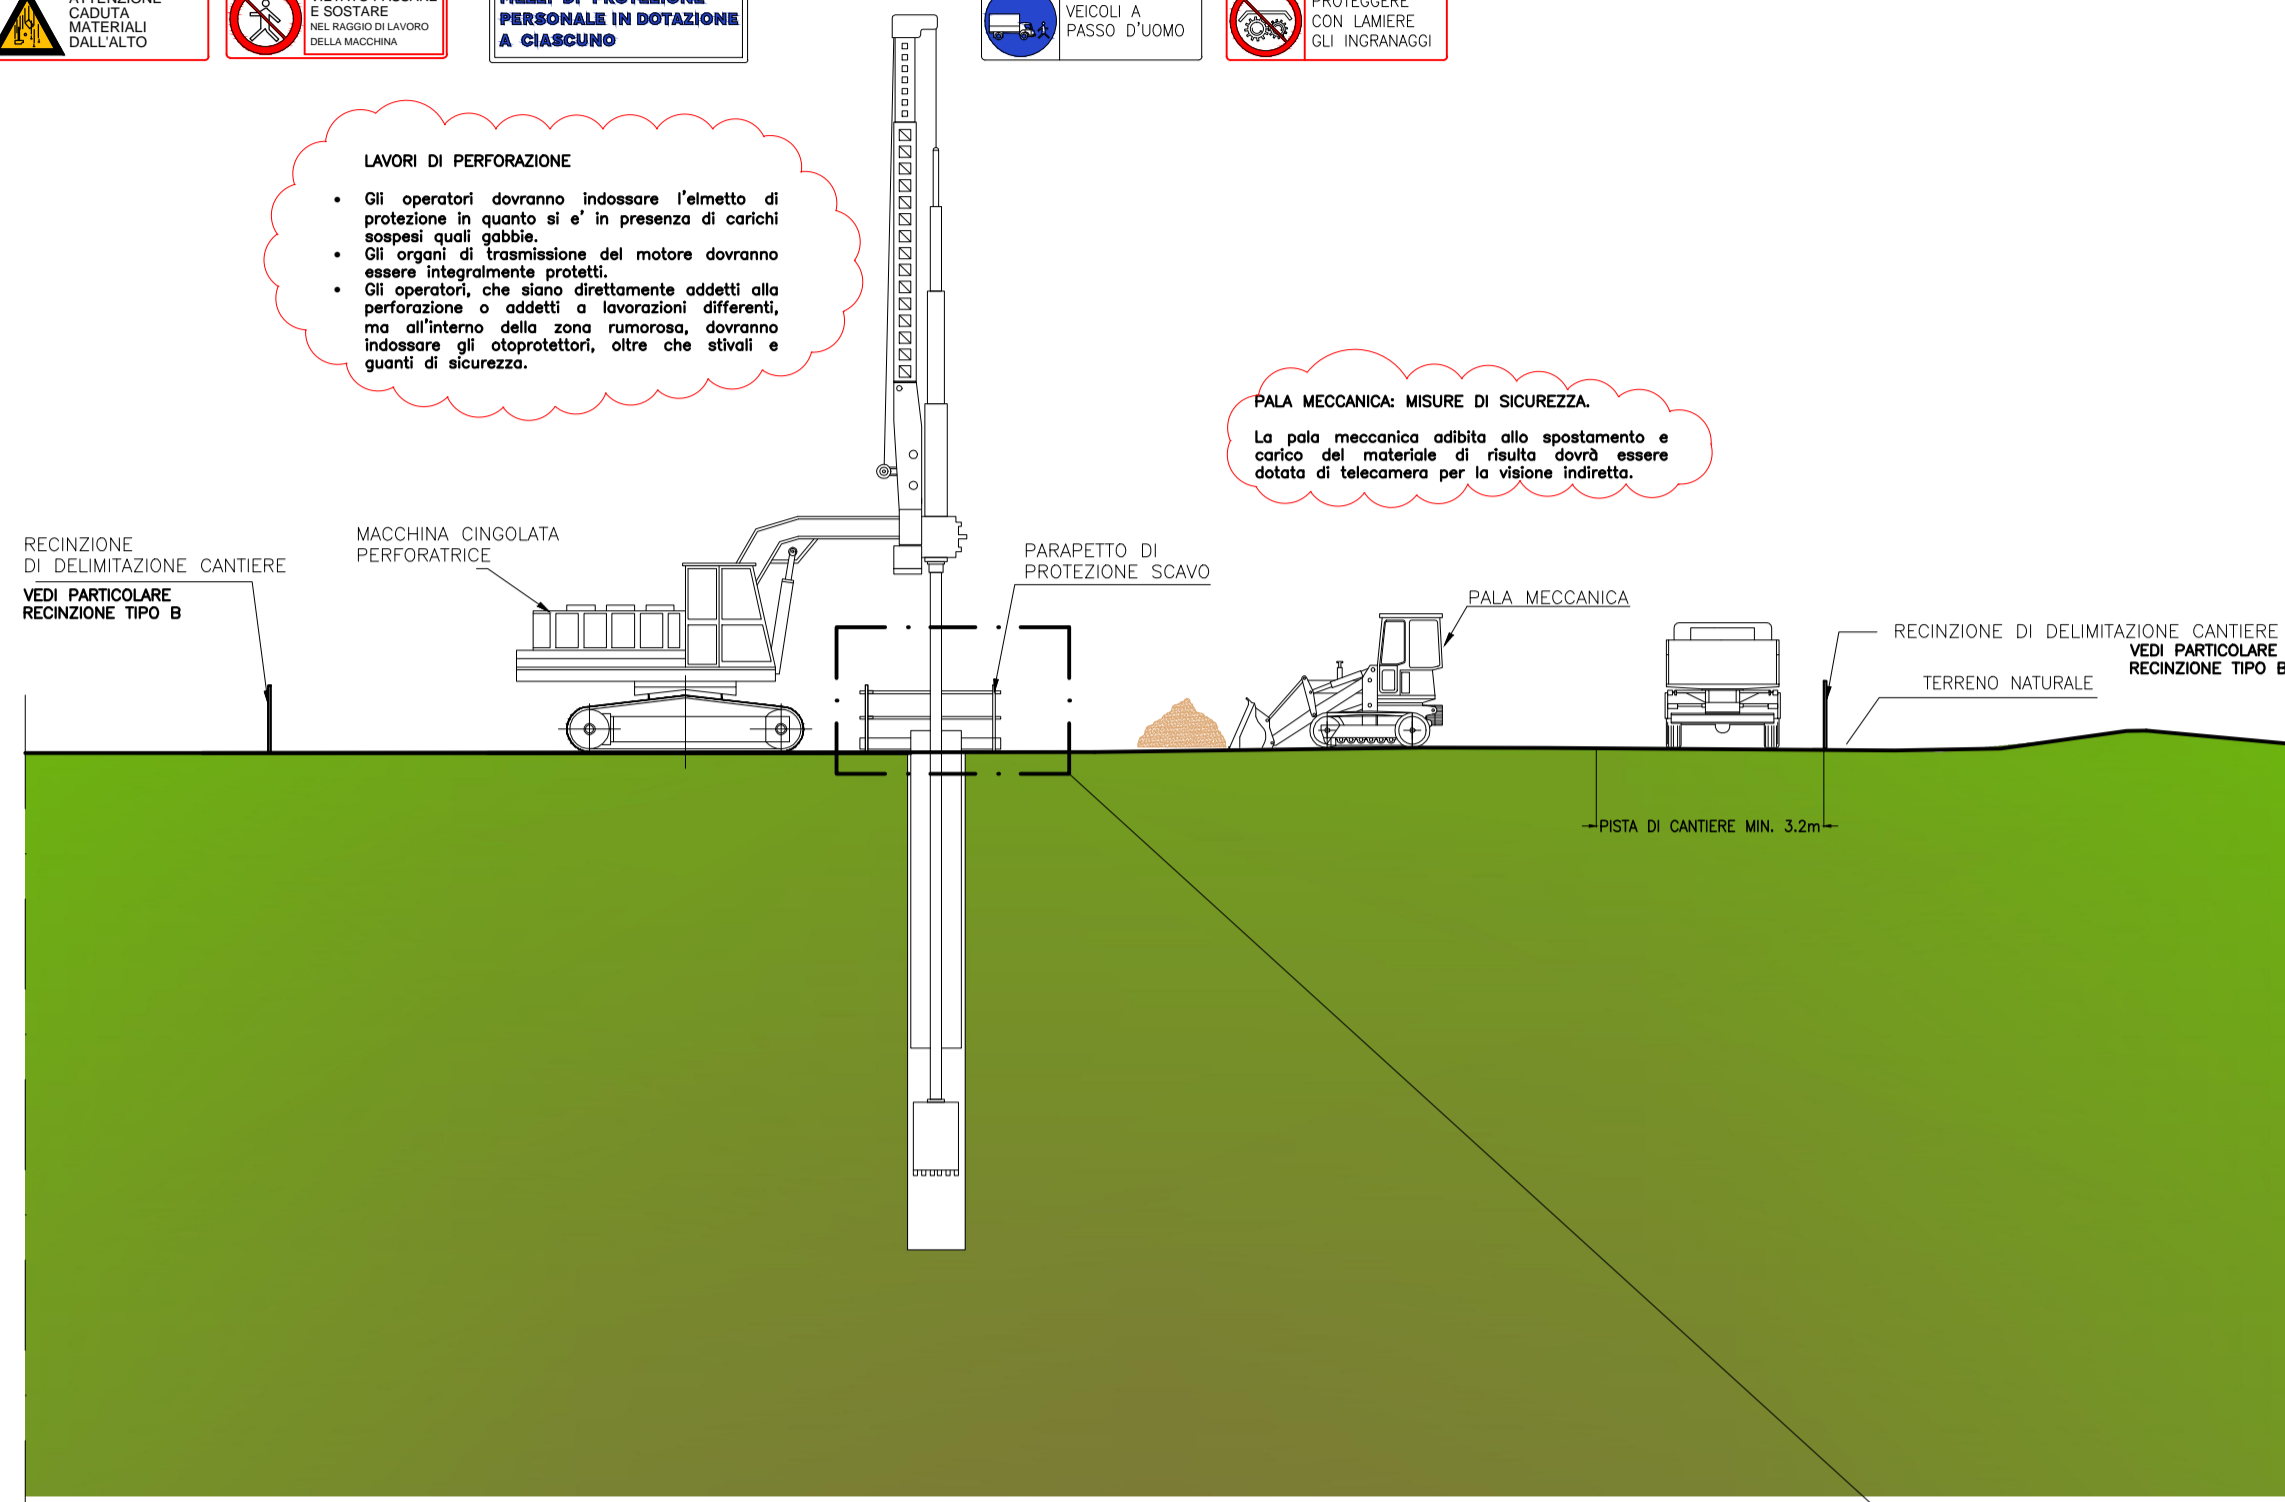 ATTENZIONE
CADUTA
MATERIALI
DALL'ALTO
E SOSTARE
NEL RAGGIO DI LAVORO
DELLA MACCHINA
MEZZI DI PROTEZIONE
PERSONALE IN DOTAZIONE
A CIASCUNO
VEICOLI A
PASSO D'UOMO
PROTEGGERE
CON LAMIERE
GLI INGRANAGGI
LAVORI DI PERFORAZIONE
• Gli operatori dovranno indossare l'elmetto di
protezione in quanto si e' in presenza di carichi
sospesi quali gabbie.
• Gli organi di trasmissione del motore dovranno
essere integralmente protetti.
• Gli operatori, che siano direttamente addetti alla
perforazione o addetti a lavorazioni differenti,
ma all'interno della zona rumorosa, dovranno
indossare gli otoprotettori, oltre che stivali e
guanti di sicurezza.
PALA MECCANICA: MISURE DI SICUREZZA.
La pala meccanica adibita allo spostamento e
carico del materiale di risulta dovrà essere
dotata di telecamera per la visione indiretta.
RECINZIONE
DI DELIMITAZIONE CANTIERE
VEDI PARTICOLARE
RECINZIONE TIPO B
MACCHINA CINGOLATA
PERFORATRICE
PARAPETTO DI
PROTEZIONE SCAVO
PALA MECCANICA
RECINZIONE DI DELIMITAZIONE CANTIERE
VEDI PARTICOLARE
RECINZIONE TIPO B
TERRENO NATURALE
PISTA DI CANTIERE MIN. 3.2m